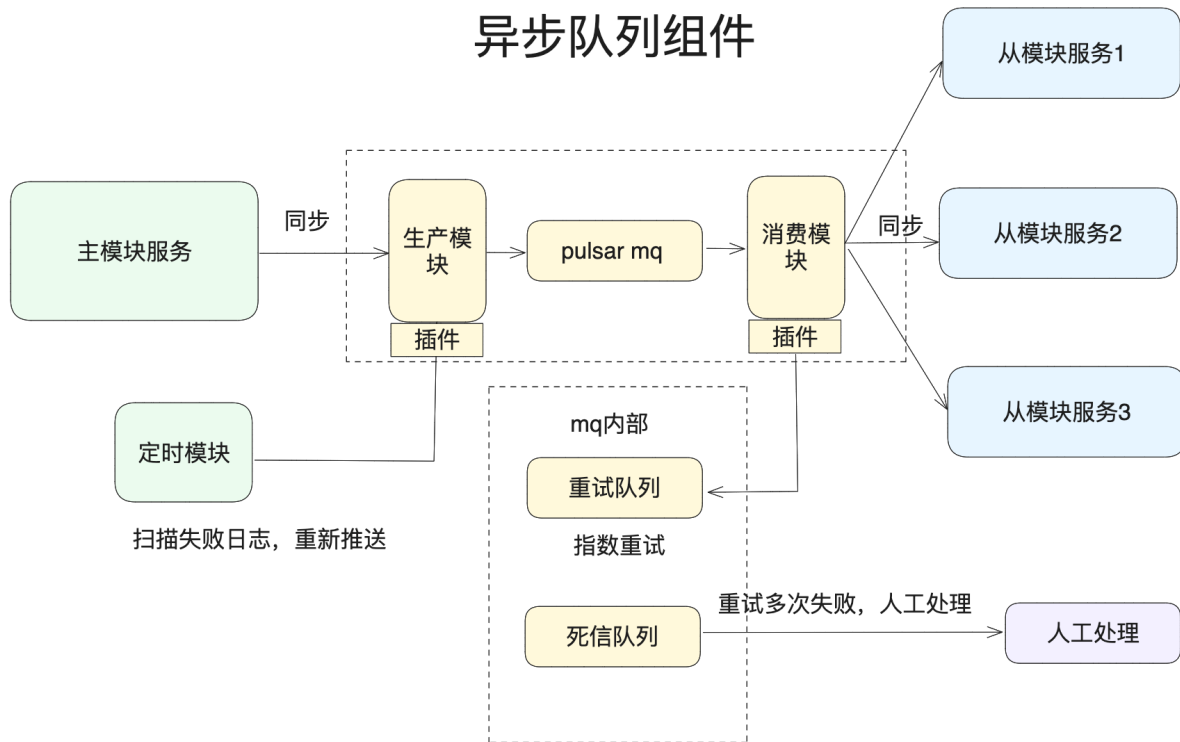 异步队列组件
从模块服务1
主模块服务
同步
生产模
块
pulsar mq
消费模
块
同步
从模块服务2
插件
插件
定时模块
mq内部
从模块服务3
重试队列
扫描失败日志，重新推送
指数重试
死信队列
重试多次失败，人工处理
人工处理